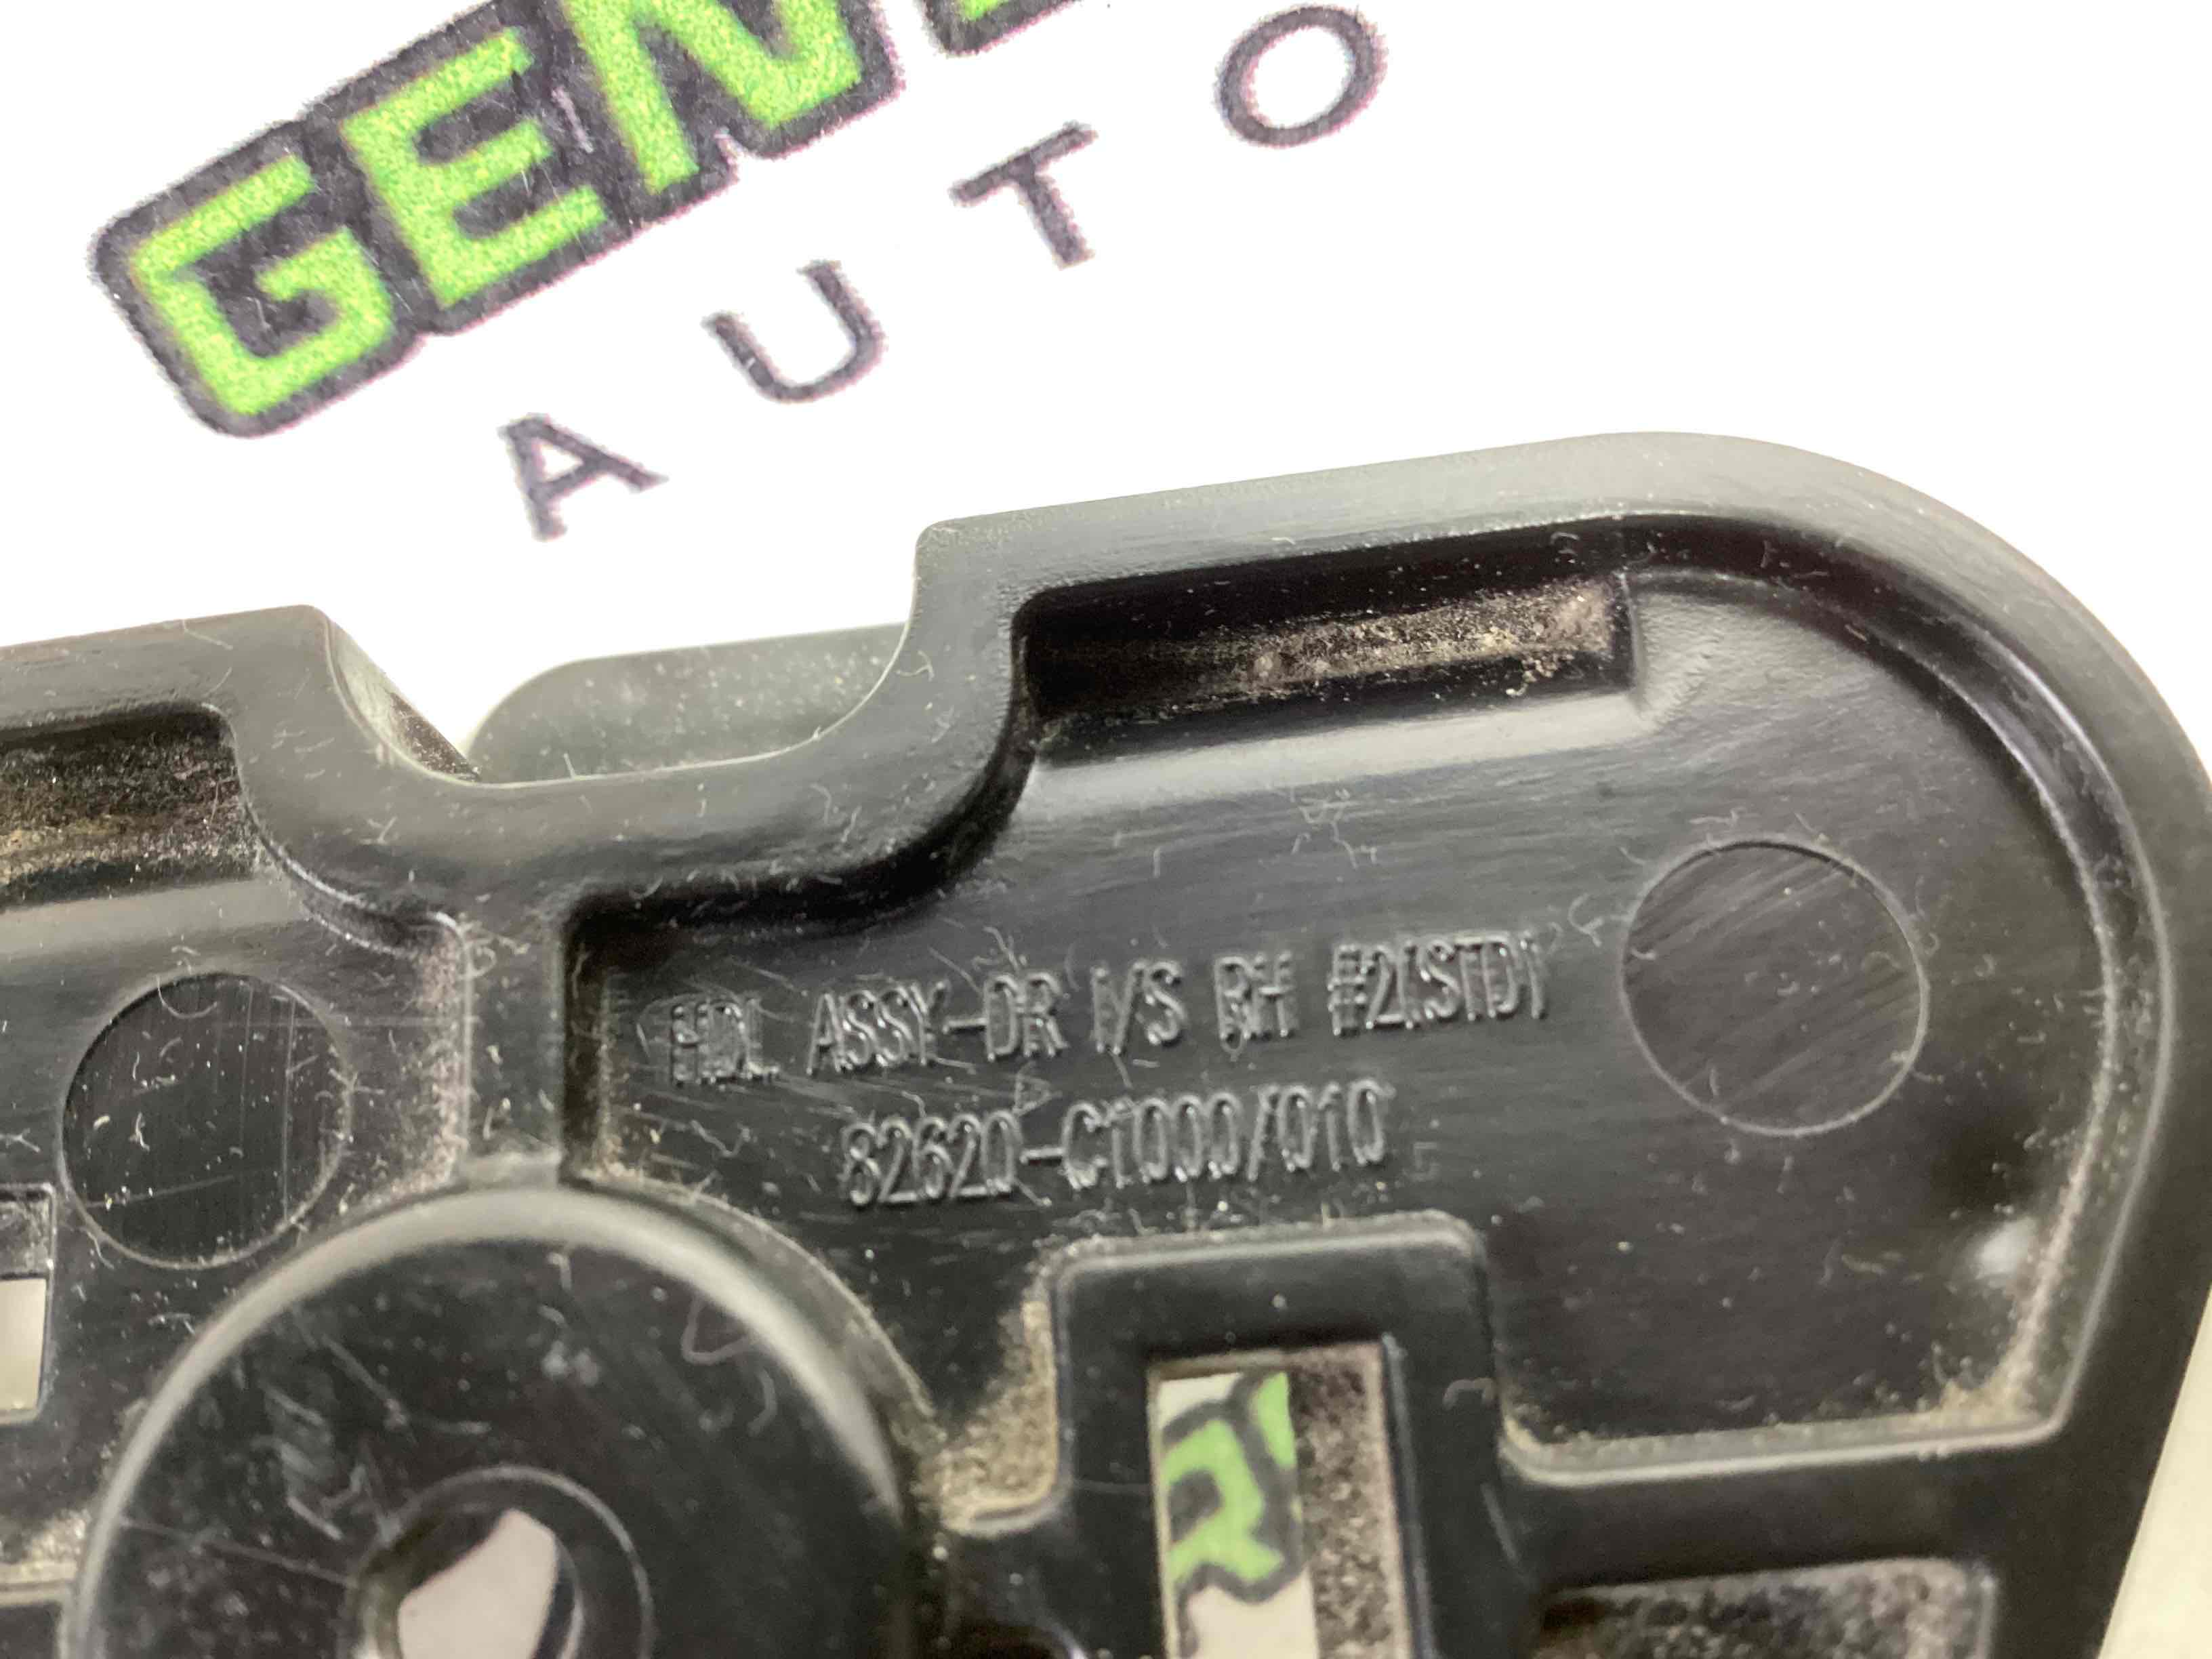 GEN
AUTO
HDL ASSY-DR I/S RH #2(STD)
82620-C1000/010
R